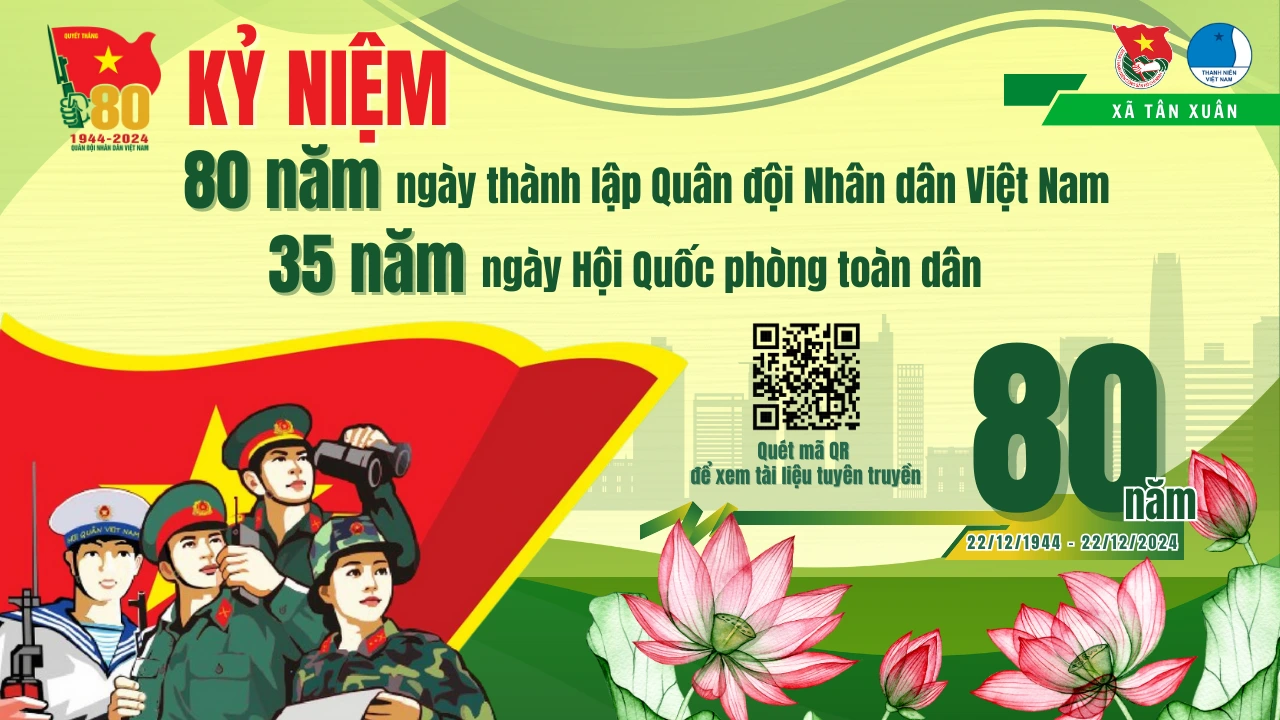 QUYẾT THẮNG
80
1944-2024
QUÂN ĐỘI NHÂN DÂN VIỆT NAM
KỶ NIỆM
THANH NIÊN
VIỆT NAM
XÃ TÂN XUÂN
80 năm ngày thành lập Quân đội Nhân dân Việt Nam
35 năm ngày Hội Quốc phòng toàn dân
Quét mã QR
để xem tài liệu tuyên truyền
80
năm
22/12/1944 - 22/12/2024
HẢI QUÂN VIỆT NAM